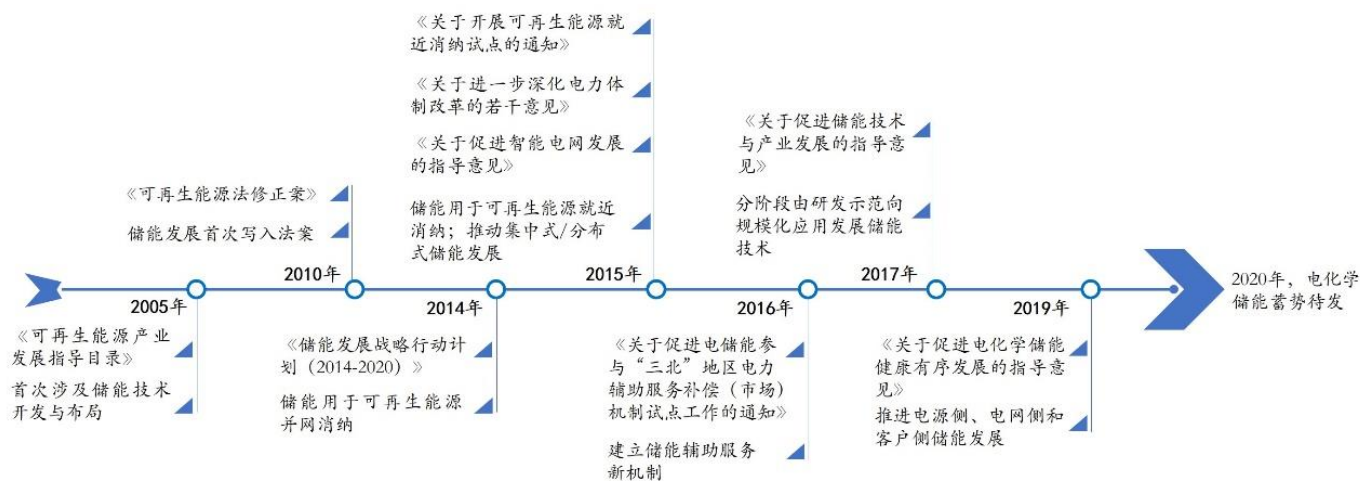 2005年
《可再生能源产业
发展指导目录》
首次涉及储能技术
开发与布局
《可再生能源法修正案》
储能发展首次写入法案
2010年
2014年
《储能发展战略行动计
划（2014-2020）》
储能用于可再生能源
并网消纳
《关于开展可再生能源就
近消纳试点的通知》
《关于进一步深化电力体
制改革的若干意见》
《关于促进智能电网发展
的指导意见》
储能用于可再生能源就近
消纳；推动集中式/分布
式储能发展
2015年
2016年
《关于促进电储能参
与“三北”地区电力
辅助服务补偿（市场）
机制试点工作的通知》
建立储能辅助服务
新机制
《关于促进储能技术
与产业发展的指导意
见》
分阶段由研发示范向
规模化应用发展储能
技术
2017年
2019年
《关于促进电化学储能
健康有序发展的指导意
见》
推进电源侧、电网侧和
客户侧储能发展
2020年，电化学
储能蓄势待发